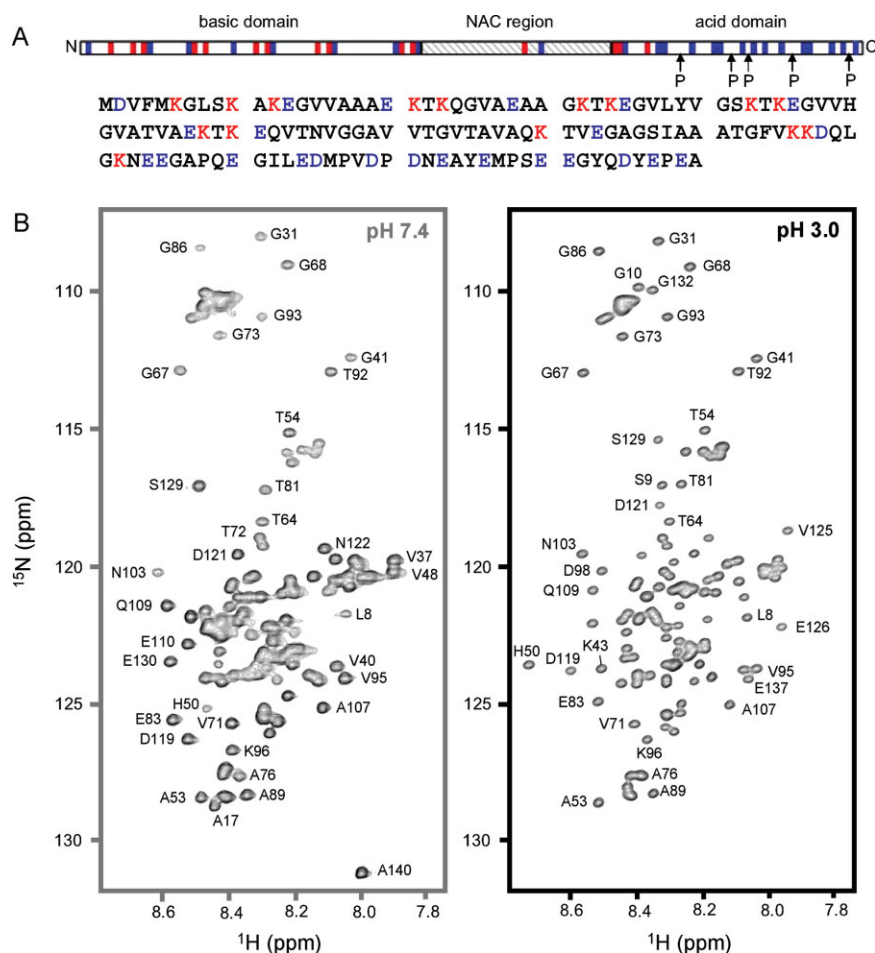 A
basic domain NAC region acid domain
N C
P P P P P
MDVFMKGLSK AKEGVVAAAE KTKQGVAEAA GKTKEGVLYV GSKTKEGVVH
GVATVAEKTK EQVTNVGGAV VTGVTAVAQK TVEGAGSIAA ATGFVKKDQL
GKNEEGAPQE GILEDMPVDP DNEAYEMPSE EGYQDYEPEA
B
pH 7.4
G31
G86
G68
G93
G73
G41
G67
T92
T54
S129
T81
T64
T72
N122
D121
V37
N103
V48
Q109
L8
E110
E130
V40
H50
V95
E83
V71
A107
D119
K96
A76
A53
A89
A17
A140
110
115
120
125
130
15N (ppm)
8.6 8.4 8.2 8.0 7.8
1H (ppm)
pH 3.0
G31
G86
G68
G10
G132
G93
G73
G41
G67
T92
T54
S129
S9
T81
D121
T64
V125
N103
D98
Q109
L8
E126
H50
K43
D119
V95
E137
E83
A107
V71
K96
A76
A53
A89
8.6 8.4 8.2 8.0 7.8
1H (ppm)